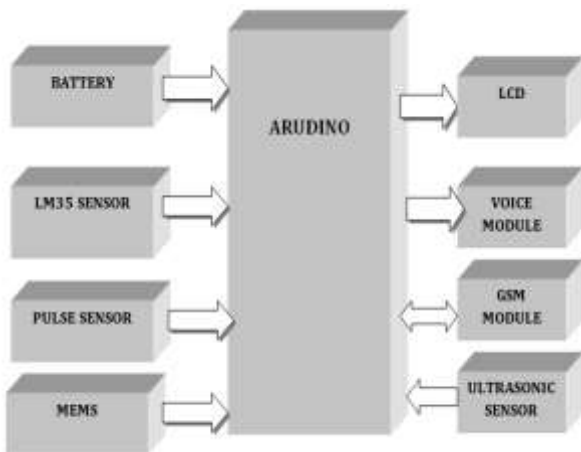 BATTERY
LM35 SENSOR
PULSE SENSOR
MEMS
ARUDINO
LCD
VOICE
MODULE
GSM
MODULE
ULTRASONIC
SENSOR